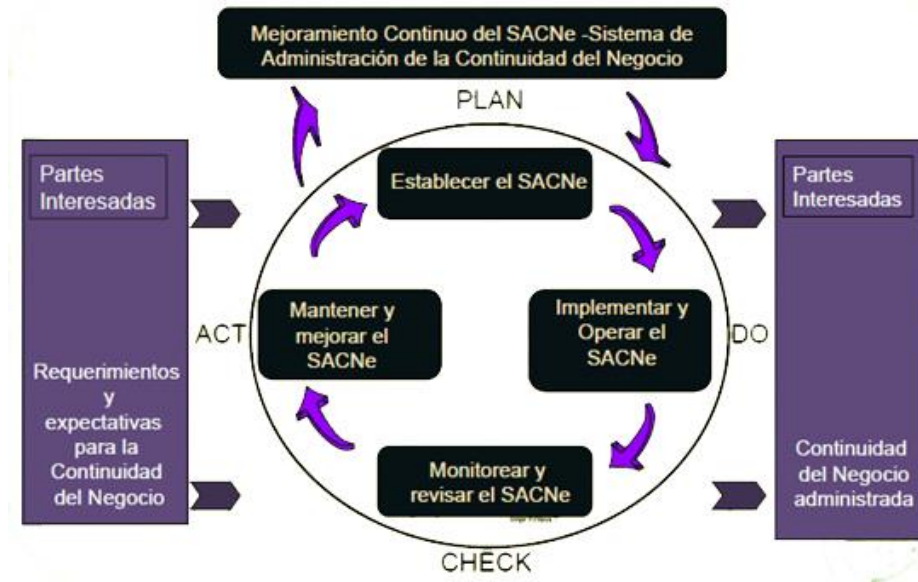 Mejoramiento Continuo del SACNe -Sistema de
Administración de la Continuidad del Negocio
PLAN
Partes
Interesadas
Requerimientos
y
expectativas
para la
Continuidad
del Negocio
ACT
Establecer el SACNe
Mantener y
mejorar el
SACNe
Implementar y
Operar el
SACNe
Monitorear y
revisar el SACNe
DO
CHECK
Partes
Interesadas
Continuidad
del Negocio
administrada